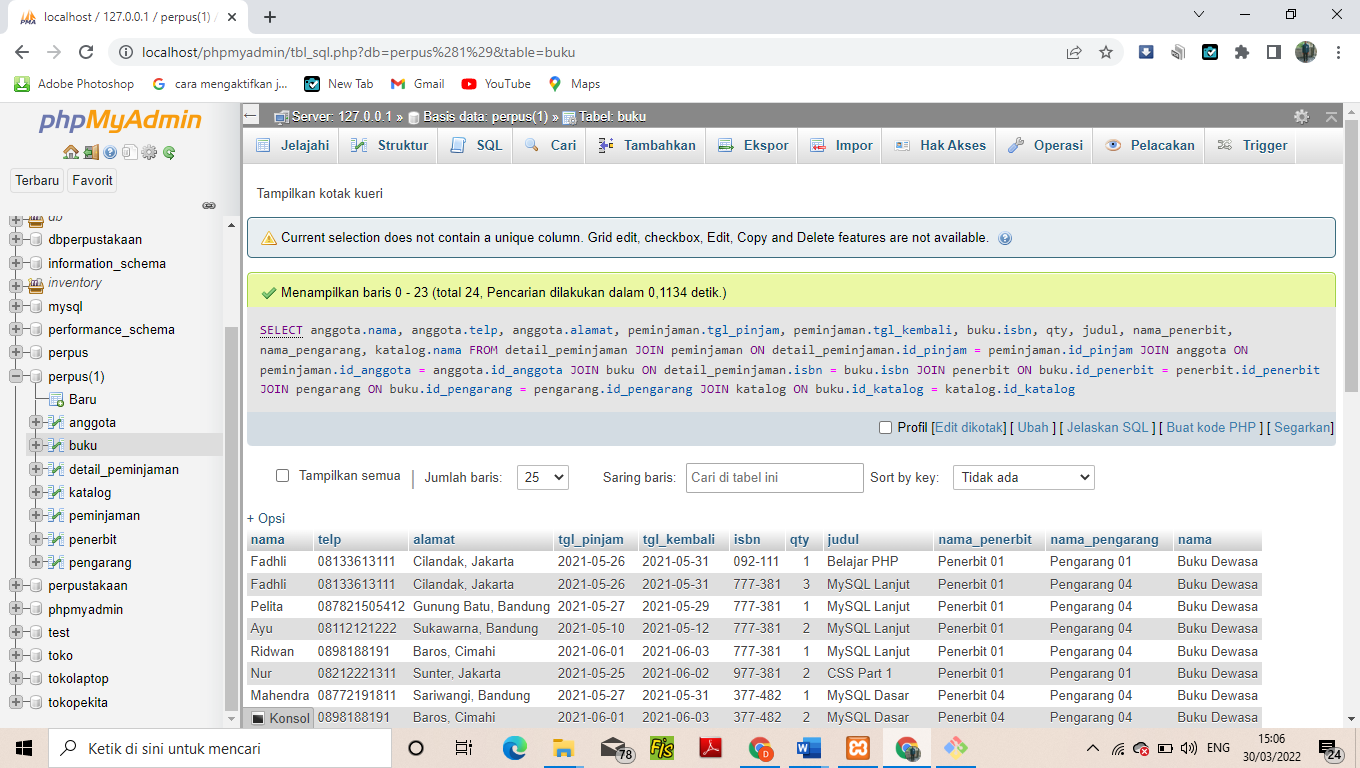 localhost / 127.0.0.1 / perpus(1) /
localhost/phpmyadmin/tbl_sql.php?db=perpus%281%29&table=buku
Adobe Photoshop
cara mengaktifkan j...
New Tab
Gmail
YouTube
Maps
phpMyAdmin
Terbaru
Favorit
db
dbperpustakaan
information_schema
inventory
mysql
performance_schema
perpus
perpus(1)
Baru
anggota
buku
detail_peminjaman
katalog
peminjaman
penerbit
pengarang
perpustakaan
phpmyadmin
test
toko
tokolaptop
tokopekita
Server: 127.0.0.1 » Basis data: perpus(1) » Tabel: buku
Jelajahi Struktur SQL Cari Tambahkan Ekspor Impor Hak Akses Operasi Pelacakan Trigger
Tampilkan kotak kueri
Current selection does not contain a unique column. Grid edit, checkbox, Edit, Copy and Delete features are not available.
Menampilkan baris 0 - 23 (total 24, Pencarian dilakukan dalam 0,1134 detik.)
SELECT anggota.nama, anggota.telp, anggota.alamat, peminjaman.tgl_pinjam, peminjaman.tgl_kembali, buku.isbn, qty, judul, nama_penerbit,
nama_pengarang, katalog.nama FROM detail_peminjaman JOIN peminjaman ON detail_peminjaman.id_pinjam = peminjaman.id_pinjam JOIN anggota ON
peminjaman.id_anggota = anggota.id_anggota JOIN buku ON detail_peminjaman.isbn = buku.isbn JOIN penerbit ON buku.id_penerbit = penerbit.id_penerbit
JOIN pengarang ON buku.id_pengarang = pengarang.id_pengarang JOIN katalog ON buku.id_katalog = katalog.id_katalog
Profil [Edit dikotak] [ Ubah ] [ Jelaskan SQL ] [ Buat kode PHP ] [ Segarkan]
Tampilkan semua | Jumlah baris: 25 Saring baris: Cari di tabel ini Sort by key: Tidak ada
+ Opsi
nama telp alamat tgl_pinjam tgl_kembali isbn qty judul nama_penerbit nama_pengarang nama
Fadhli 08133613111 Cilandak, Jakarta 2021-05-26 2021-05-31 092-111 1 Belajar PHP Penerbit 01 Pengarang 01 Buku Dewasa
Fadhli 08133613111 Cilandak, Jakarta 2021-05-26 2021-05-31 777-381 3 MySQL Lanjut Penerbit 01 Pengarang 04 Buku Dewasa
Pelita 087821505412 Gunung Batu, Bandung 2021-05-27 2021-05-29 777-381 1 MySQL Lanjut Penerbit 01 Pengarang 04 Buku Dewasa
Ayu 08112121222 Sukawarna, Bandung 2021-05-10 2021-05-12 777-381 2 MySQL Lanjut Penerbit 01 Pengarang 04 Buku Dewasa
Ridwan 0898188191 Baros, Cimahi 2021-06-01 2021-06-03 777-381 1 MySQL Lanjut Penerbit 01 Pengarang 04 Buku Dewasa
Nur 08212221311 Sunter, Jakarta 2021-05-25 2021-06-02 977-381 2 CSS Part 1 Penerbit 01 Pengarang 04 Buku Dewasa
Mahendra 08772191811 Sariwangi, Bandung 2021-05-27 2021-05-31 377-482 1 MySQL Dasar Penerbit 04 Pengarang 04 Buku Dewasa
Konsol 0898188191 Baros, Cimahi 2021-06-01 2021-06-03 377-482 2 MySQL Dasar Penerbit 04 Pengarang 04 Buku Dewasa
Ketik di sini untuk mencari
78
Fis
ENG
15:06
30/03/2022
24